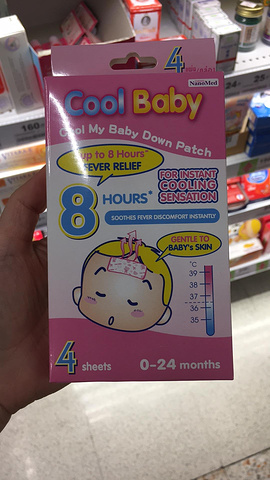 4
NanoMed
Cool Baby
Cool My Baby Down Patch
up to 8 Hours*
FEVER RELIEF
FOR INSTANT
COOLING
SENSATION
8 HOURS*
SOOTHES FEVER DISCOMFORT INSTANTLY
GENTLE TO
BABY's SKIN
°C
39
38
37
36
35
4 sheets
0-24 months